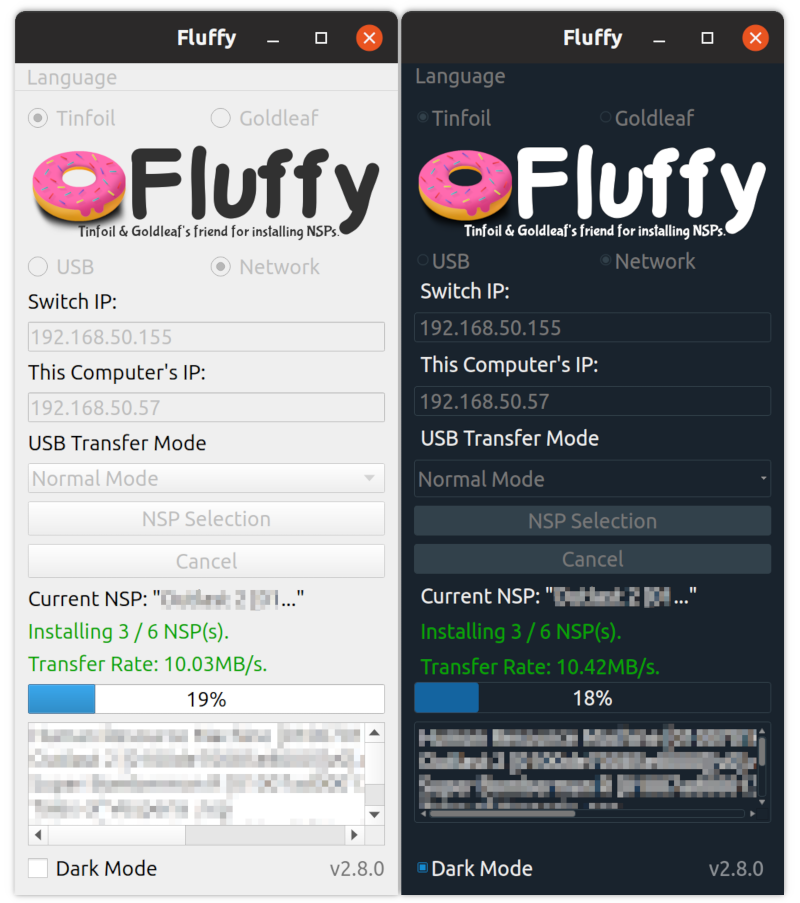 Fluffy
Language
Tinfoil Goldleaf
Fluffy
Tinfoil & Goldleaf's friend for installing NSPs.
USB Network
Switch IP:
192.168.50.155
This Computer's IP:
192.168.50.57
USB Transfer Mode
Normal Mode
NSP Selection
Cancel
Current NSP: " ..."
Installing 3 / 6 NSP(s).
Transfer Rate: 10.03MB/s.
19%
Dark Mode v2.8.0
Fluffy
Language
Tinfoil Goldleaf
Fluffy
Tinfoil & Goldleaf's friend for installing NSPs.
USB Network
Switch IP:
192.168.50.155
This Computer's IP:
192.168.50.57
USB Transfer Mode
Normal Mode
NSP Selection
Cancel
Current NSP: " ..."
Installing 3 / 6 NSP(s).
Transfer Rate: 10.42MB/s.
18%
Dark Mode v2.8.0